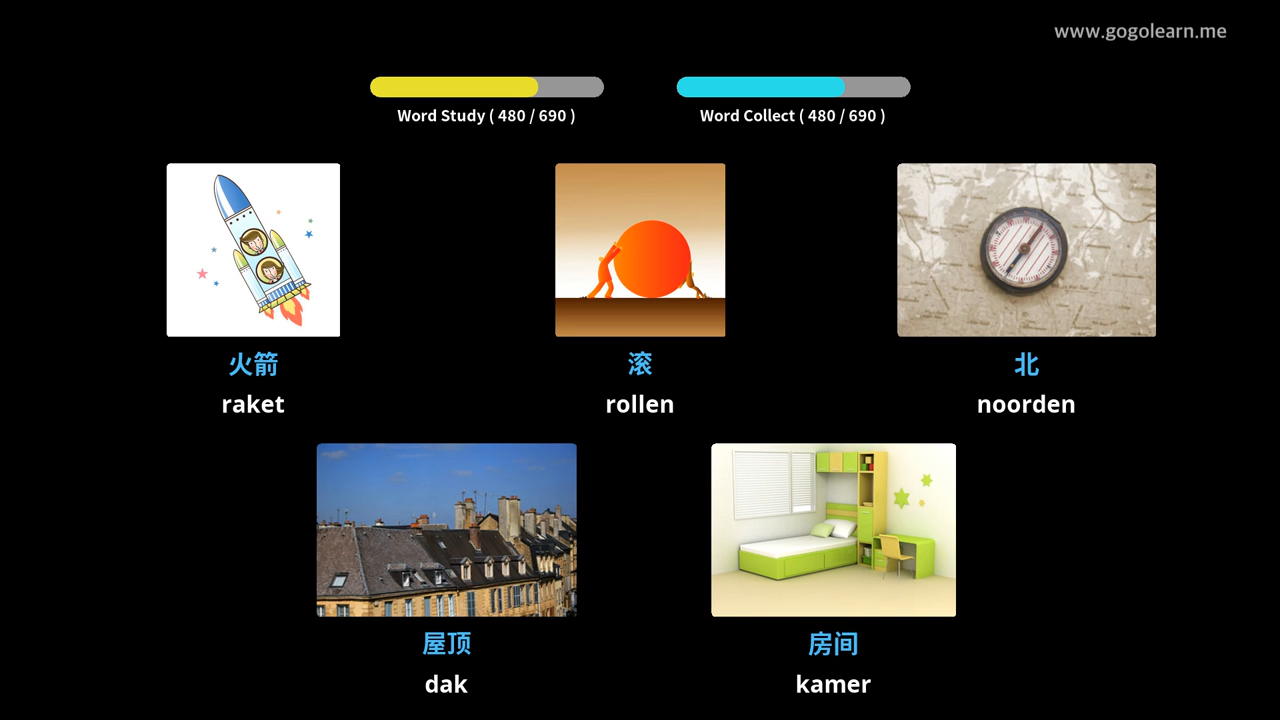 www.gogolearn.me
Word Study ( 480 / 690 )
Word Collect ( 480 / 690 )
火箭
raket
滚
rollen
北
noorden
屋顶
dak
房间
kamer